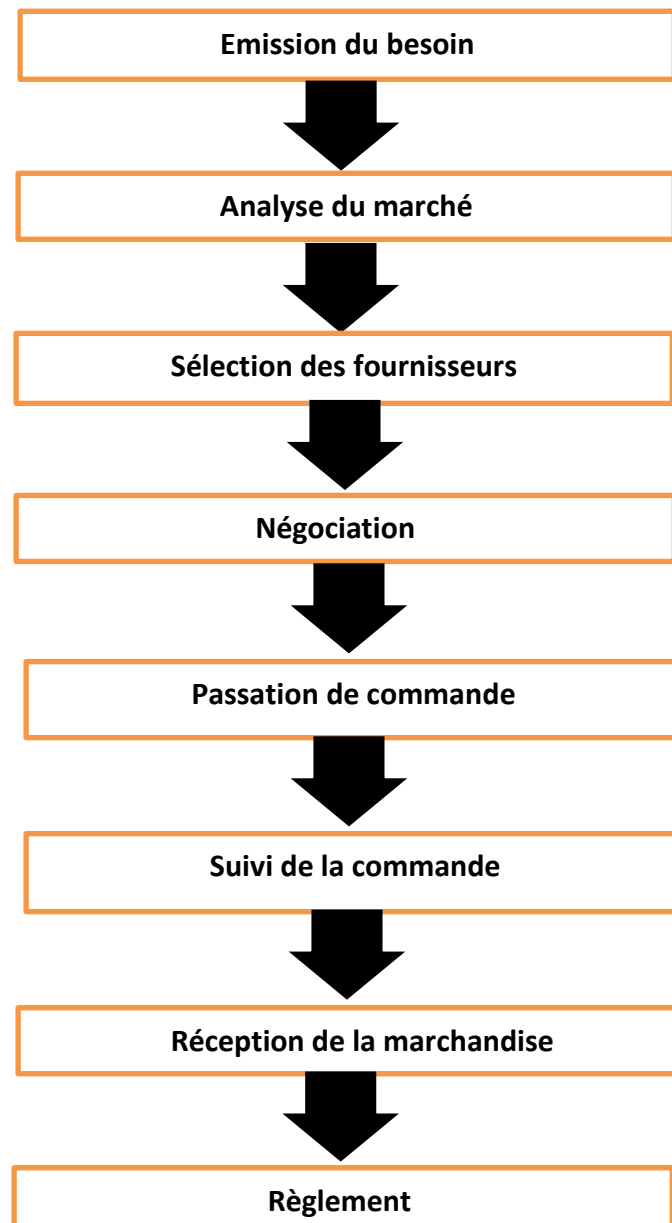 Emission du besoin
Analyse du marché
Sélection des fournisseurs
Négociation
Passation de commande
Suivi de la commande
Réception de la marchandise
Règlement